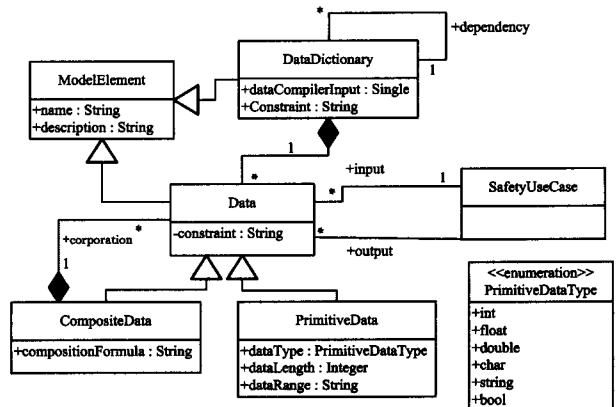 *
+dependency
DataDictionary
1
+dataCompilerInput : Single
+Constraint : String
ModelElement
+name : String
+description : String
1
*
+input
1
*
SafetyUseCase
Data
-constraint : String
*
+output
+corporation
*
1
<<enumeration>>
PrimitiveDataType
+int
+float
+double
+char
+string
+bool
CompositeData
+compositionFormula : String
PrimitiveData
+dataType : PrimitiveDataType
+dataLength : Integer
+dataRange : String